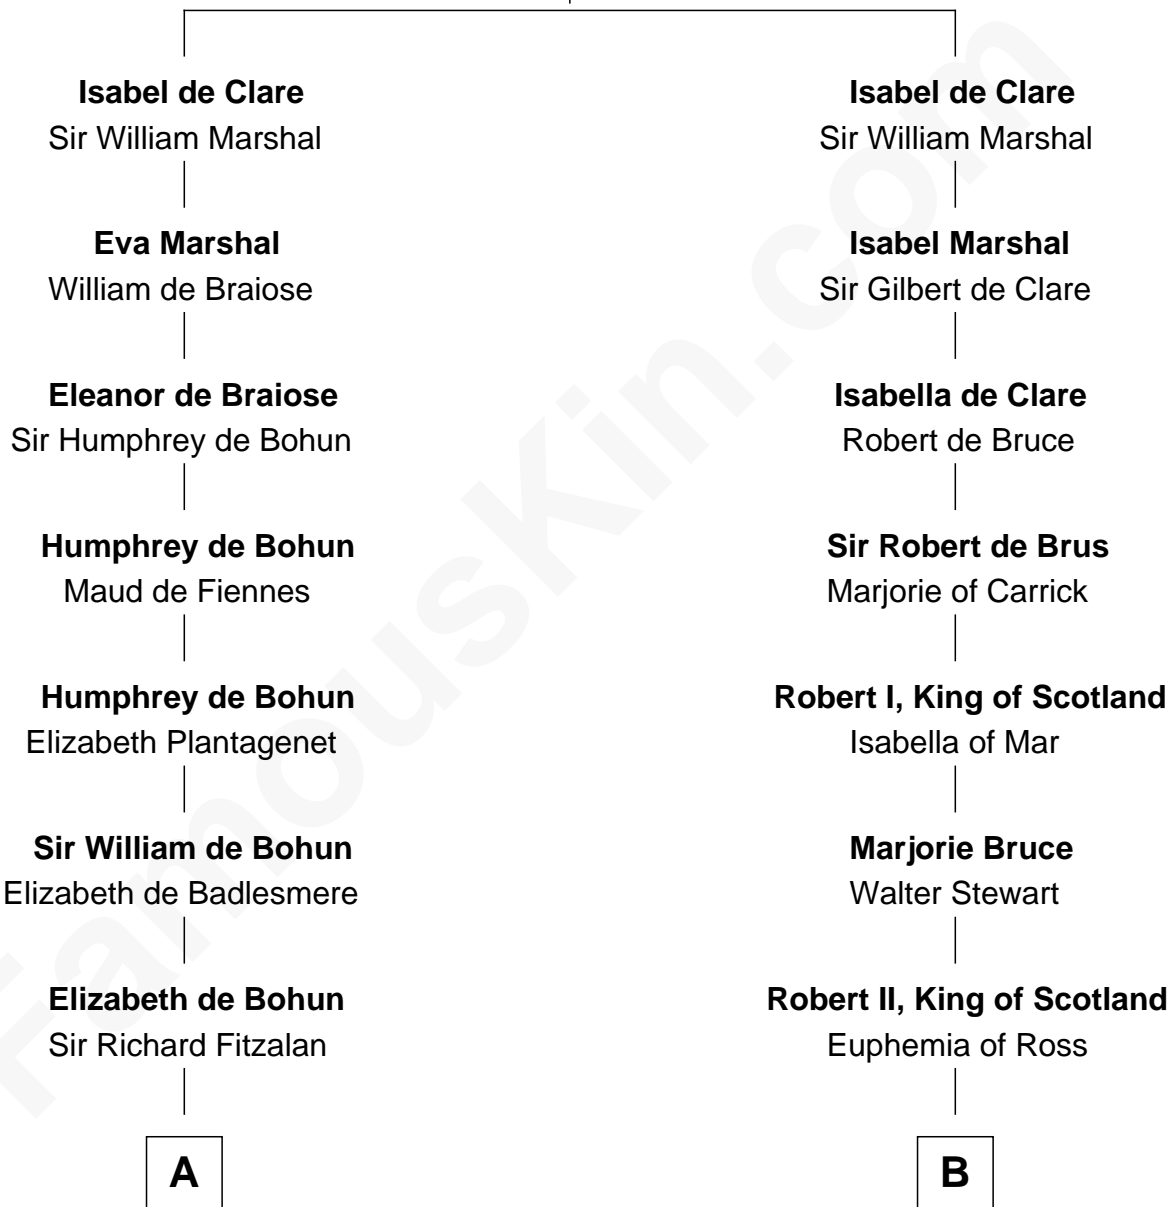 Isabel de Clare
Sir William Marshal
Eva Marshal
William de Braiose
Eleanor de Braiose
Sir Humphrey de Bohun
Humphrey de Bohun
Maud de Fiennes
Humphrey de Bohun
Elizabeth Plantagenet
Sir William de Bohun
Elizabeth de Badlesmere
Elizabeth de Bohun
Sir Richard Fitzalan
A
Isabel de Clare
Sir William Marshal
Isabel Marshal
Sir Gilbert de Clare
Isabella de Clare
Robert de Bruce
Sir Robert de Brus
Marjorie of Carrick
Robert I, King of Scotland
Isabella of Mar
Marjorie Bruce
Walter Stewart
Robert II, King of Scotland
Euphemia of Ross
B
FamousKin.com